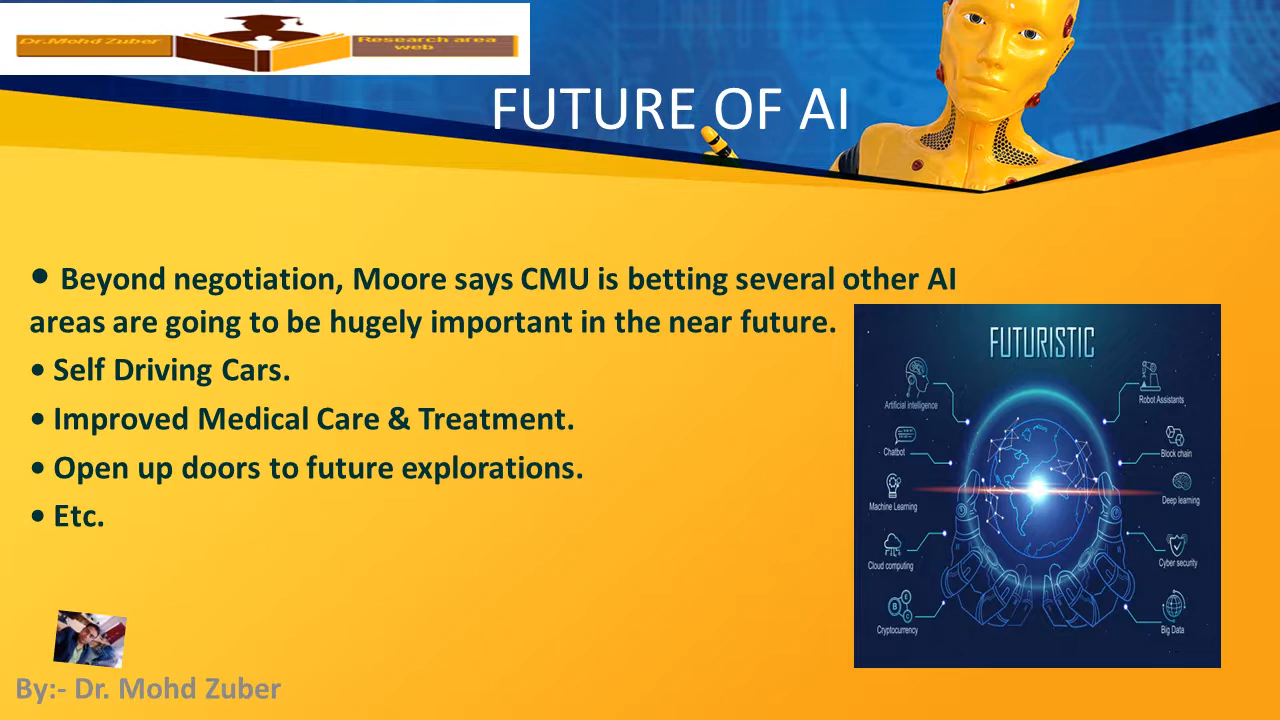 Dr.Mohd Zuber
Research area
web
FUTURE OF AI
• Beyond negotiation, Moore says CMU is betting several other AI
areas are going to be hugely important in the near future.
• Self Driving Cars.
• Improved Medical Care & Treatment.
• Open up doors to future explorations.
• Etc.
FUTURISTIC
Artificial intelligence
Robot Assistants
Chatbot
Block chain
Machine Learning
Deep learning
Cloud computing
Cyber security
B
E
C
Cryptocurrency
Big Data
By:- Dr. Mohd Zuber